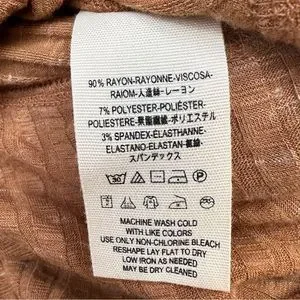 90% RAYON-RAYONNE-VISCOSA-
RAIOM-人造絲-レーヨン
7% POLYESTER-POLIÉSTER-
POLIESTERE-聚酯纖維-ポリエステル
3% SPANDEX-ELASTHANNE-
ELASTANO-ELASTAN-氨綸-
スパンデックス
30
MACHINE WASH COLD
WITH LIKE COLORS
USE ONLY NON-CHLORINE BLEACH
RESHAPE LAY FLAT TO DRY
LOW IRON AS NEEDED
MAY BE DRY CLEANED